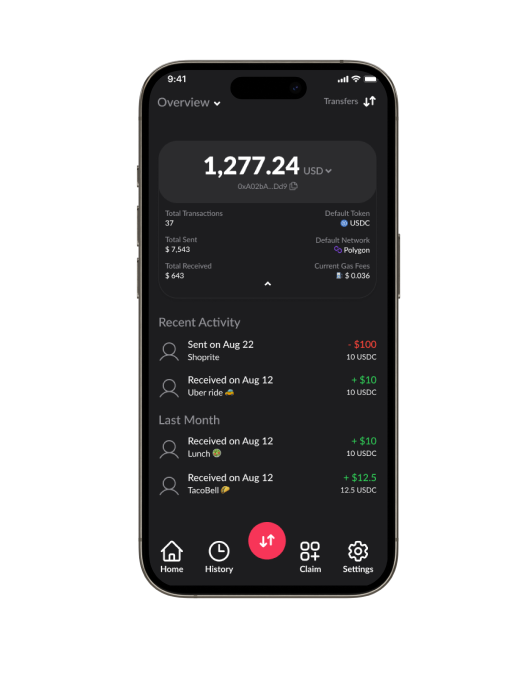 9:41
Overview
Transfers
1,277.24 USD
0xA02bA...Dd9
Total Transactions
37
Default Token
USDC
Total Sent
$ 7,543
Default Network
Polygon
Total Received
$ 643
Current Gas Fees
$ 0.036
Recent Activity
Sent on Aug 22
- $100
Shoprite
10 USDC
Received on Aug 12
+ $10
Uber ride 🚕
10 USDC
Last Month
Received on Aug 12
+ $10
Lunch
10 USDC
Received on Aug 12
+ $12.5
TacoBell 🌮
12.5 USDC
Home
History
Claim
Settings